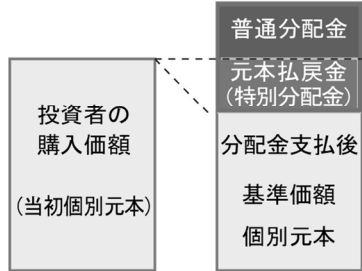 普通分配金
元本払戻金
(特別分配金)
投資者の
購入価額
(当初個別元本)
分配金支払後
基準価額
個別元本